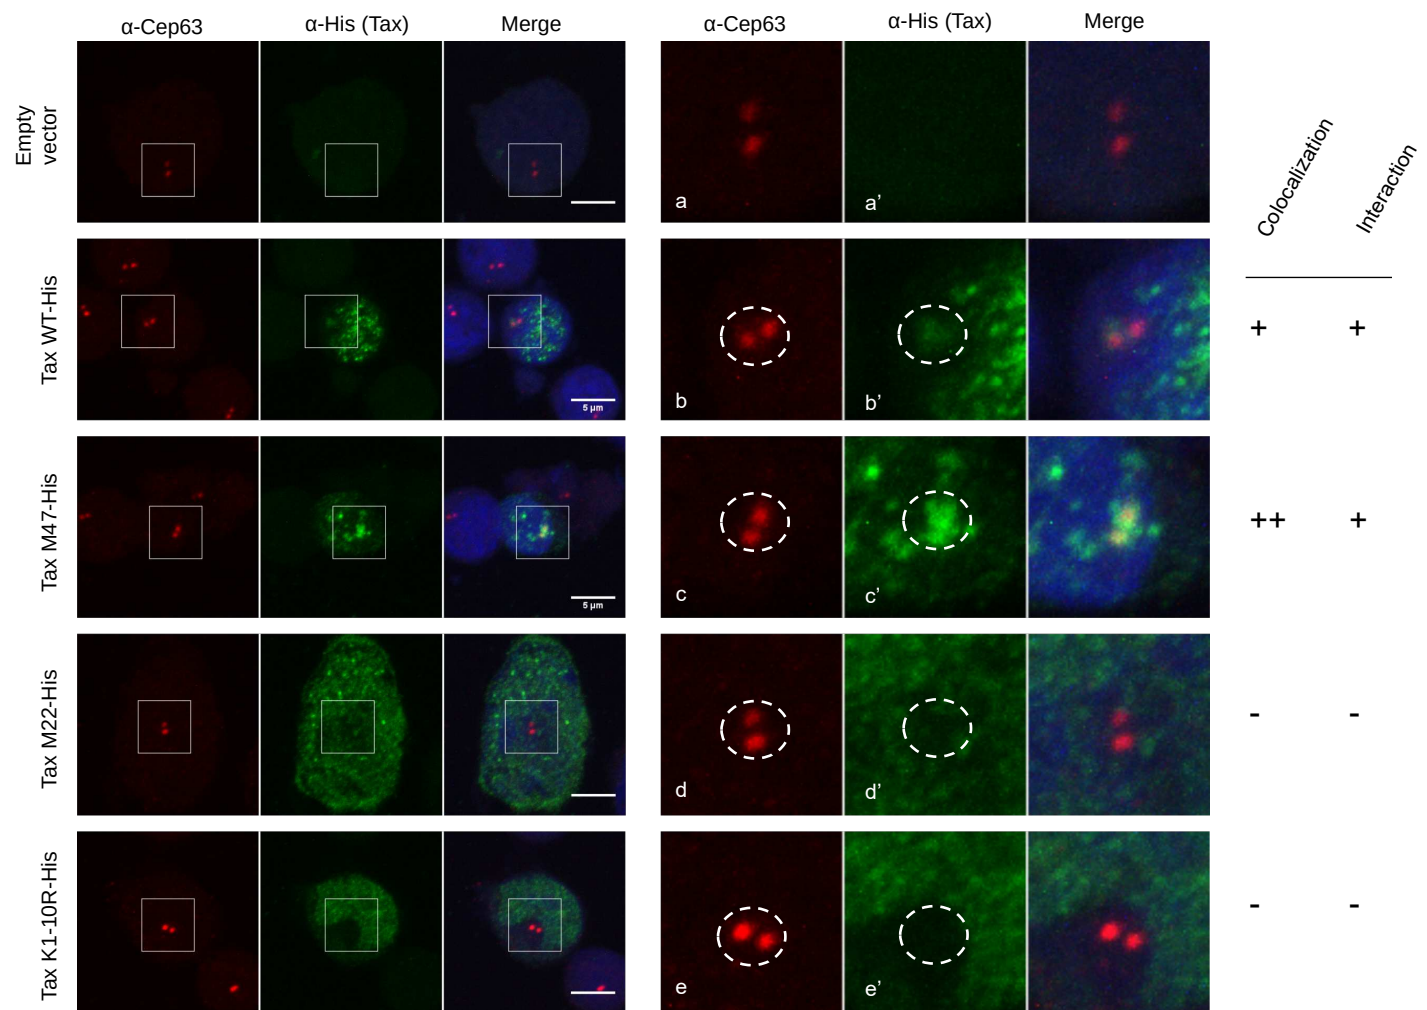 α-Cep63 α-His (Tax) Merge α-Cep63 α-His (Tax) Merge
Empty
vector
a a’
Colocalization
Interaction
Tax WT-His
5 µm
b b’
+ +
Tax M47-His
5 µm
c c’
++ +
Tax M22-His
d d’
- -
Tax K1-10R-His
e e’
- -